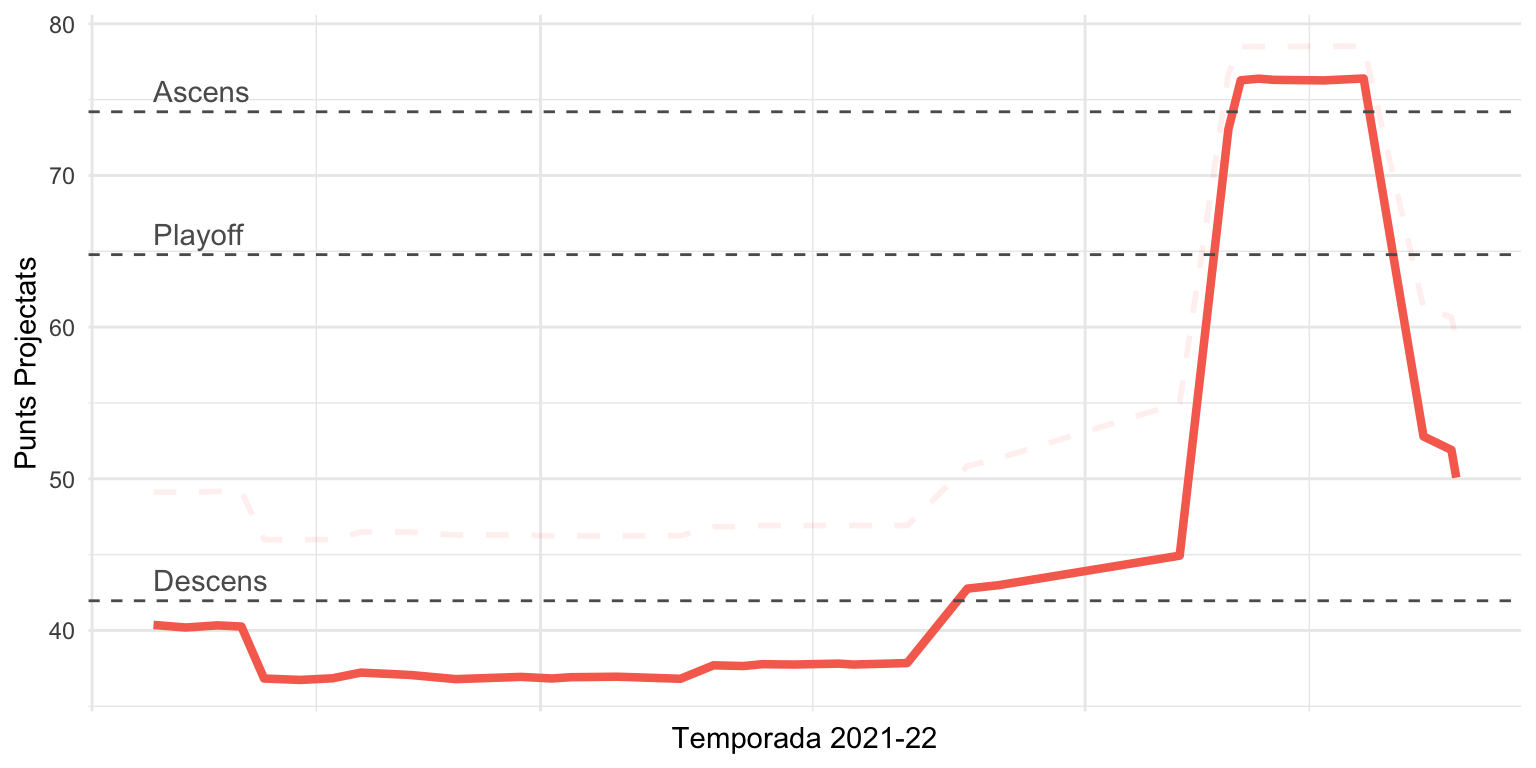 80
Ascens
70
Playoff
60
Punts Projectats
50
Descens
40
Temporada 2021-22